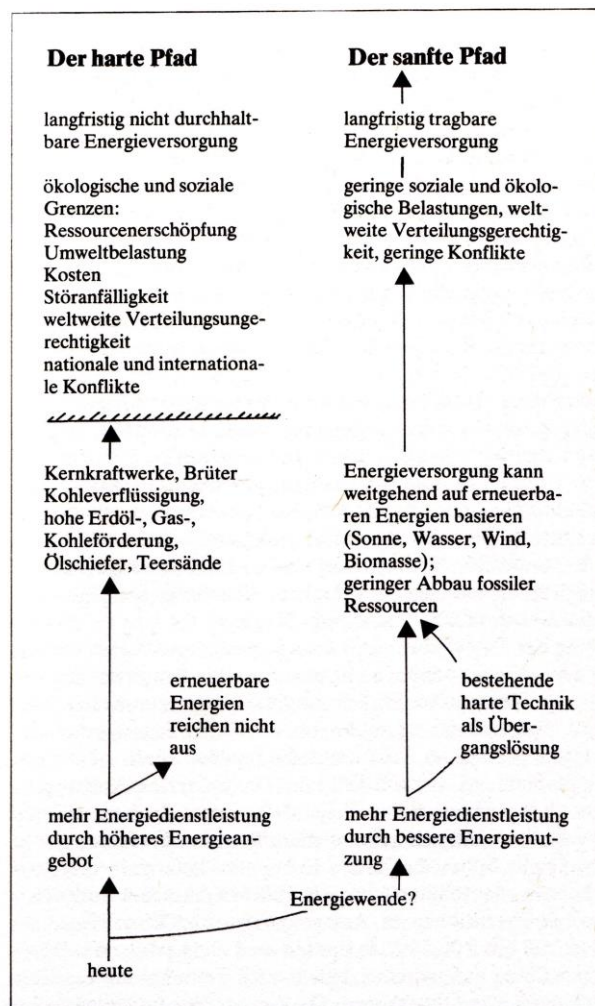 Der harte Pfad
langfristig nicht durchhalt-
bare Energieversorgung
ökologische und soziale
Grenzen:
Ressourcenerschöpfung
Umweltbelastung
Kosten
Störanfälligkeit
weltweite Verteilungsunge-
rechtigkeit
nationale und internationa-
le Konflikte
Kernkraftwerke, Brüter
Kohleverflüssigung,
hohe Erdöl-, Gas-,
Kohleförderung,
Ölschiefer, Teersände
erneuerbare
Energien
reichen nicht
aus
mehr Energiedienstleistung
durch höheres Energiean-
gebot
heute
Der sanfte Pfad
langfristig tragbare
Energieversorgung
geringe soziale und ökolo-
gische Belastungen, welt-
weite Verteilungsgerechtig-
keit, geringe Konflikte
Energieversorgung kann
weitgehend auf erneuerba-
ren Energien basieren
(Sonne, Wasser, Wind,
Biomasse);
geringer Abbau fossiler
Ressourcen
bestehende
harte Technik
als Über-
gangslösung
mehr Energiedienstleistung
durch bessere Energienut-
zung
Energiewende?